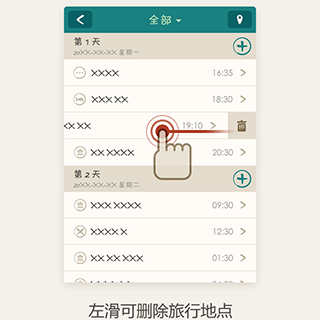 全部
第 1 天
20XX-XX-XX 星期一
XXXX 16:35
XXX XX 18:30
XX XX 19:10
XX XXXX 20:30
第 2 天
20XX-XX-XX 星期二
XXX XXXX 09:30
XXXX X 12:30
XX XX XXX 01:30
左滑可删除旅行地点